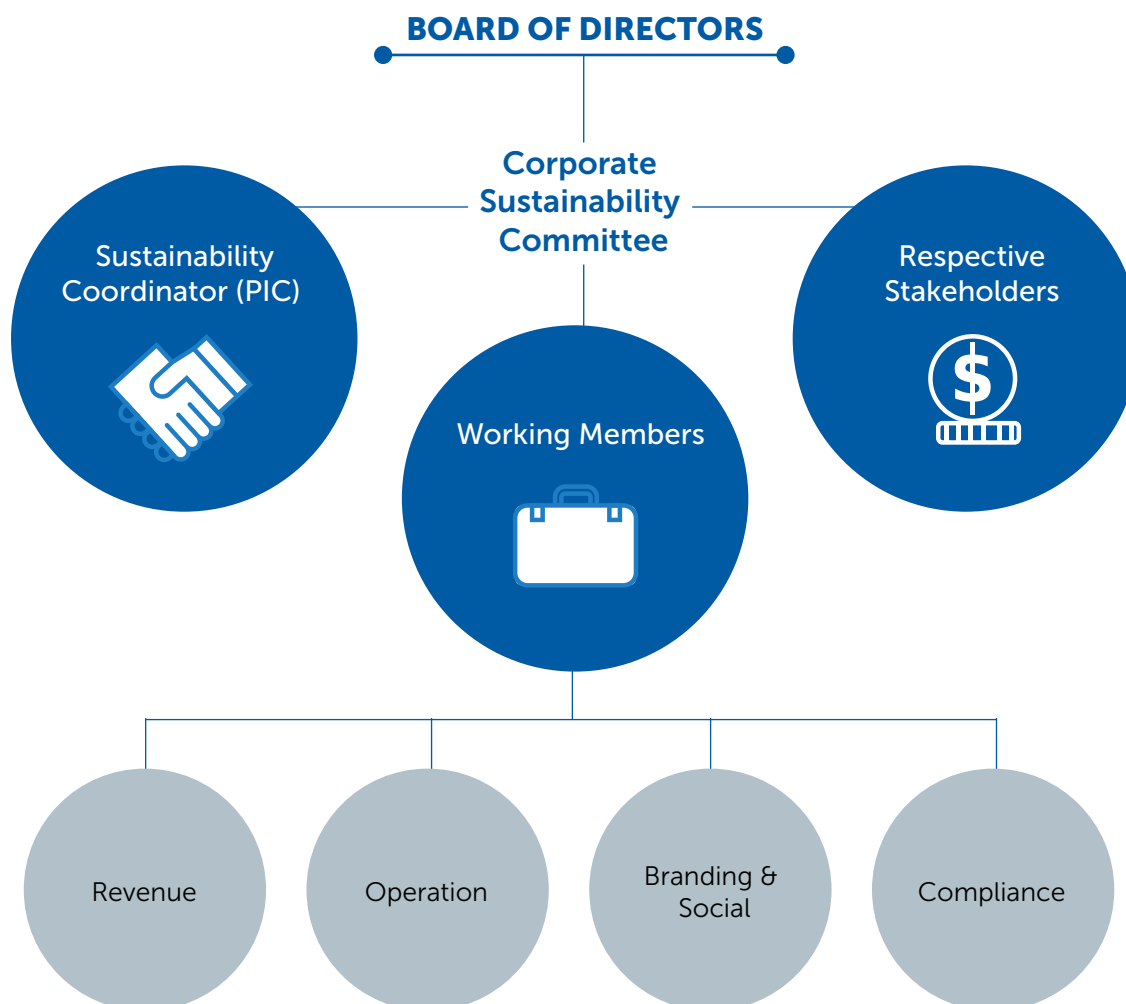 BOARD OF DIRECTORS
Corporate
Sustainability
Committee
Sustainability
Coordinator (PIC)
Respective
Stakeholders
$
Working Members
Revenue
Operation
Branding &
Social
Compliance